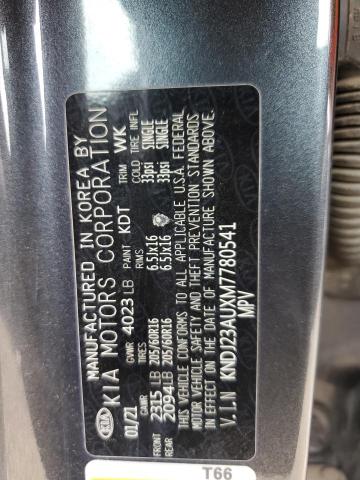 MANUFACTURED IN KOREA BY
KIA KIA MOTORS CORPORATION
01/21 GVWR 4023 LB PAINT KDT TRIM WK
GAWR RIMS COLD TIRE INFL
FRONT 2315 LB 205/60R16 6.5JX16 33psi SINGLE
REAR 2094 LB 205/60R16 6.5JX16 33psi SINGLE
THIS VEHICLE CONFORMS TO ALL APPLICABLE U.S.A. FEDERAL
MOTOR VEHICLE SAFETY AND THEFT PREVENTION STANDARDS
IN EFFECT ON THE DATE OF MANUFACTURE SHOWN ABOVE.
V.I.N KNDJ23AUXM7780541
MPV
T66